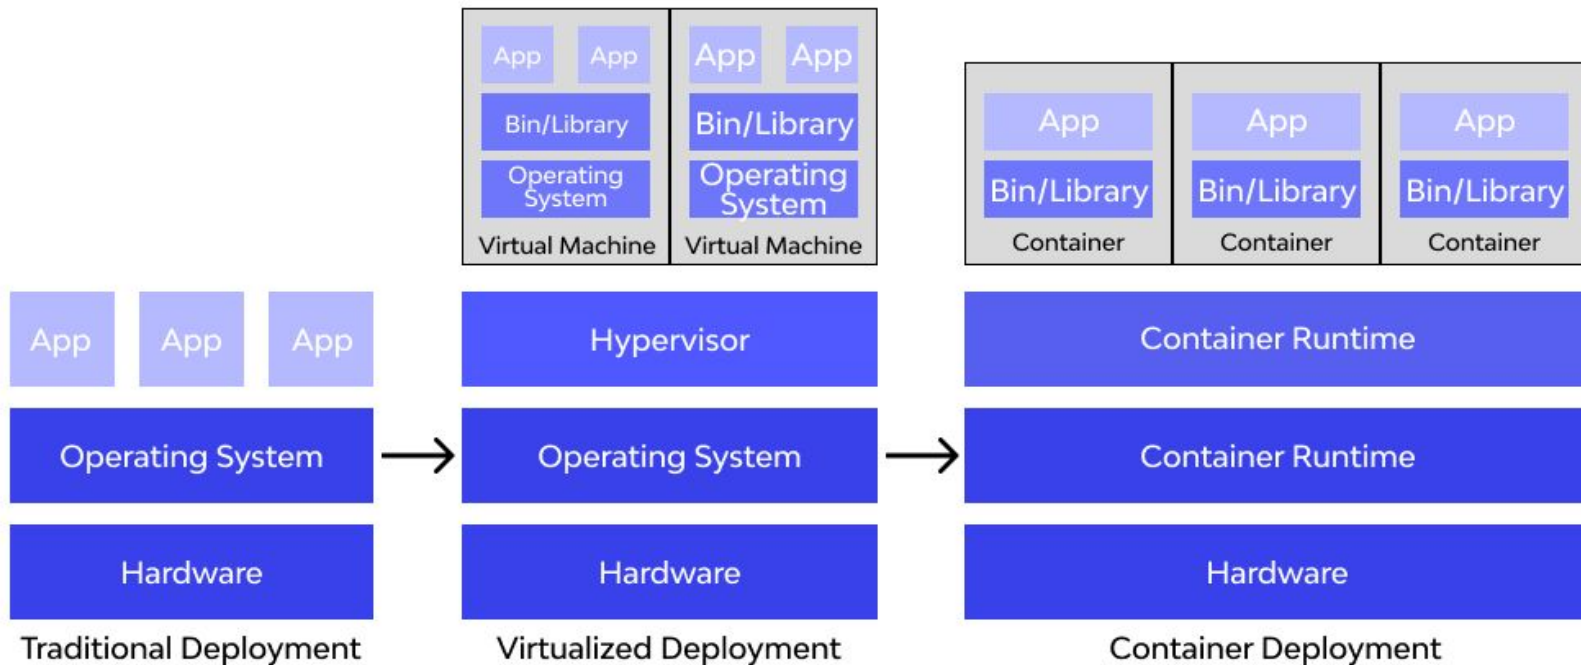 App
App
App
Operating System
Hardware
Traditional Deployment
App
App
Bin/Library
Operating
System
Virtual Machine
App
App
Bin/Library
Operating
System
Virtual Machine
Hypervisor
Operating System
Hardware
Virtualized Deployment
App
Bin/Library
Container
App
Bin/Library
Container
App
Bin/Library
Container
Container Runtime
Container Runtime
Hardware
Container Deployment